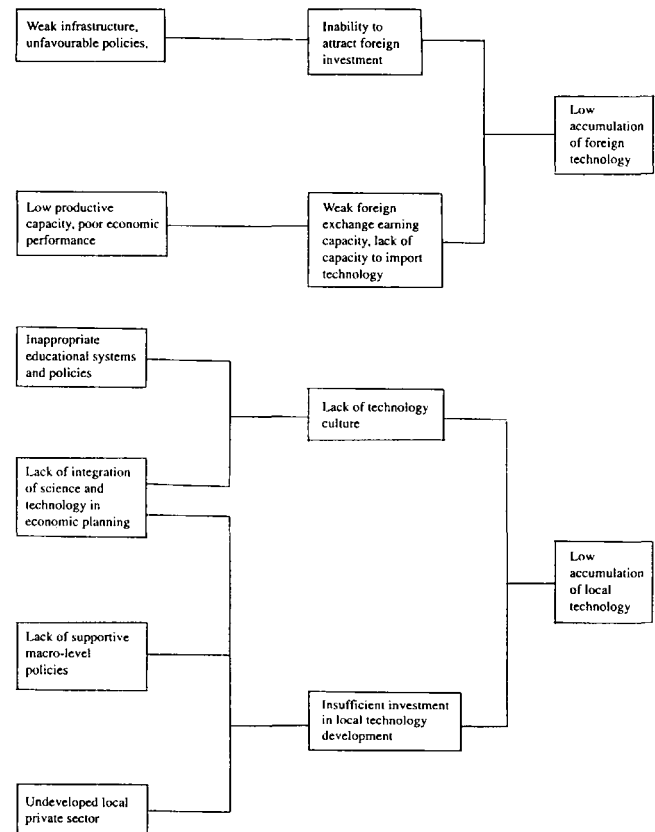 Weak infrastructure,
unfavourable policies,
Inability to
attract foreign
investment
Low
accumulation
of foreign
technology
Low productive
capacity, poor economic
performance
Weak foreign
exchange earning
capacity, lack of
capacity to import
technology
Inappropriate
educational systems
and policies
Lack of technology
culture
Lack of integration
of science and
technology in
economic planning
Low
accumulation
of local
technology
Lack of supportive
macro-level
policies
Insufficient investment
in local technology
development
Undeveloped local
private sector